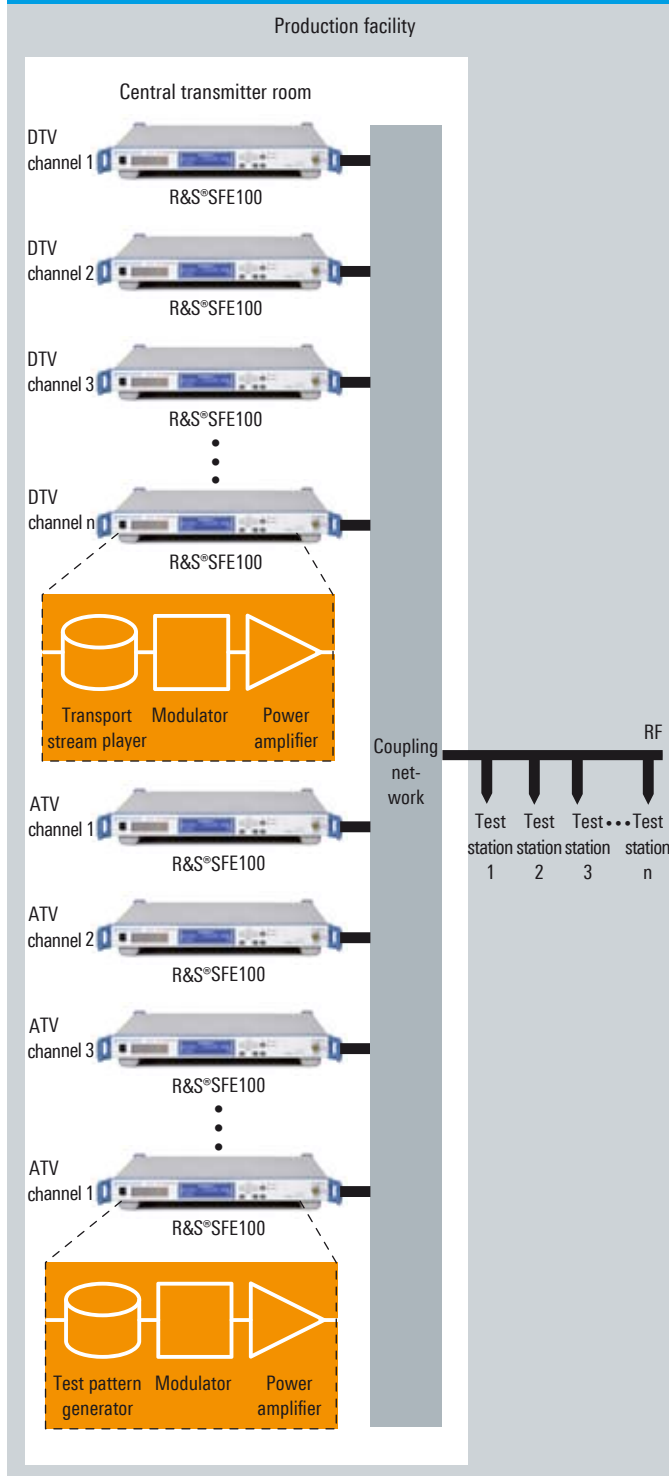 Production facility
Central transmitter room
DTV
channel 1
R&S®SFE100
DTV
channel 2
R&S®SFE100
DTV
channel 3
R&S®SFE100
DTV
channel n
R&S®SFE100
Transport
stream player
Modulator
Power
amplifier
ATV
channel 1
R&S®SFE100
ATV
channel 2
R&S®SFE100
ATV
channel 3
R&S®SFE100
ATV
channel 1
R&S®SFE100
Test pattern
generator
Modulator
Power
amplifier
Coupling
net-
work
RF
Test
station
1
Test
station
2
Test
station
3
Test
station
n